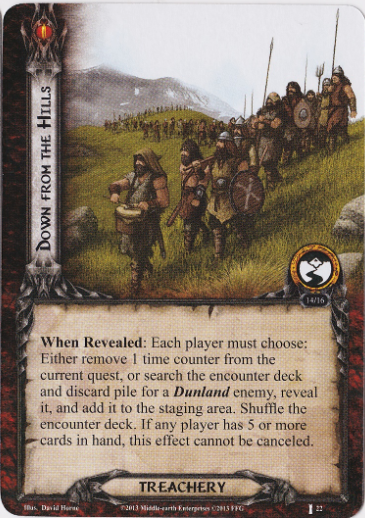 DOWN FROM THE HILLS
14/16
When Revealed: Each player must choose:
Either remove 1 time counter from the
current quest, or search the encounter deck
and discard pile for a Dunland enemy, reveal
it, and add it to the staging area. Shuffle the
encounter deck. If any player has 5 or more
cards in hand, this effect cannot be canceled.
TREACHERY
Illus. David Horne
©2013 Middle-earth Enterprises ©2013 FFG
22